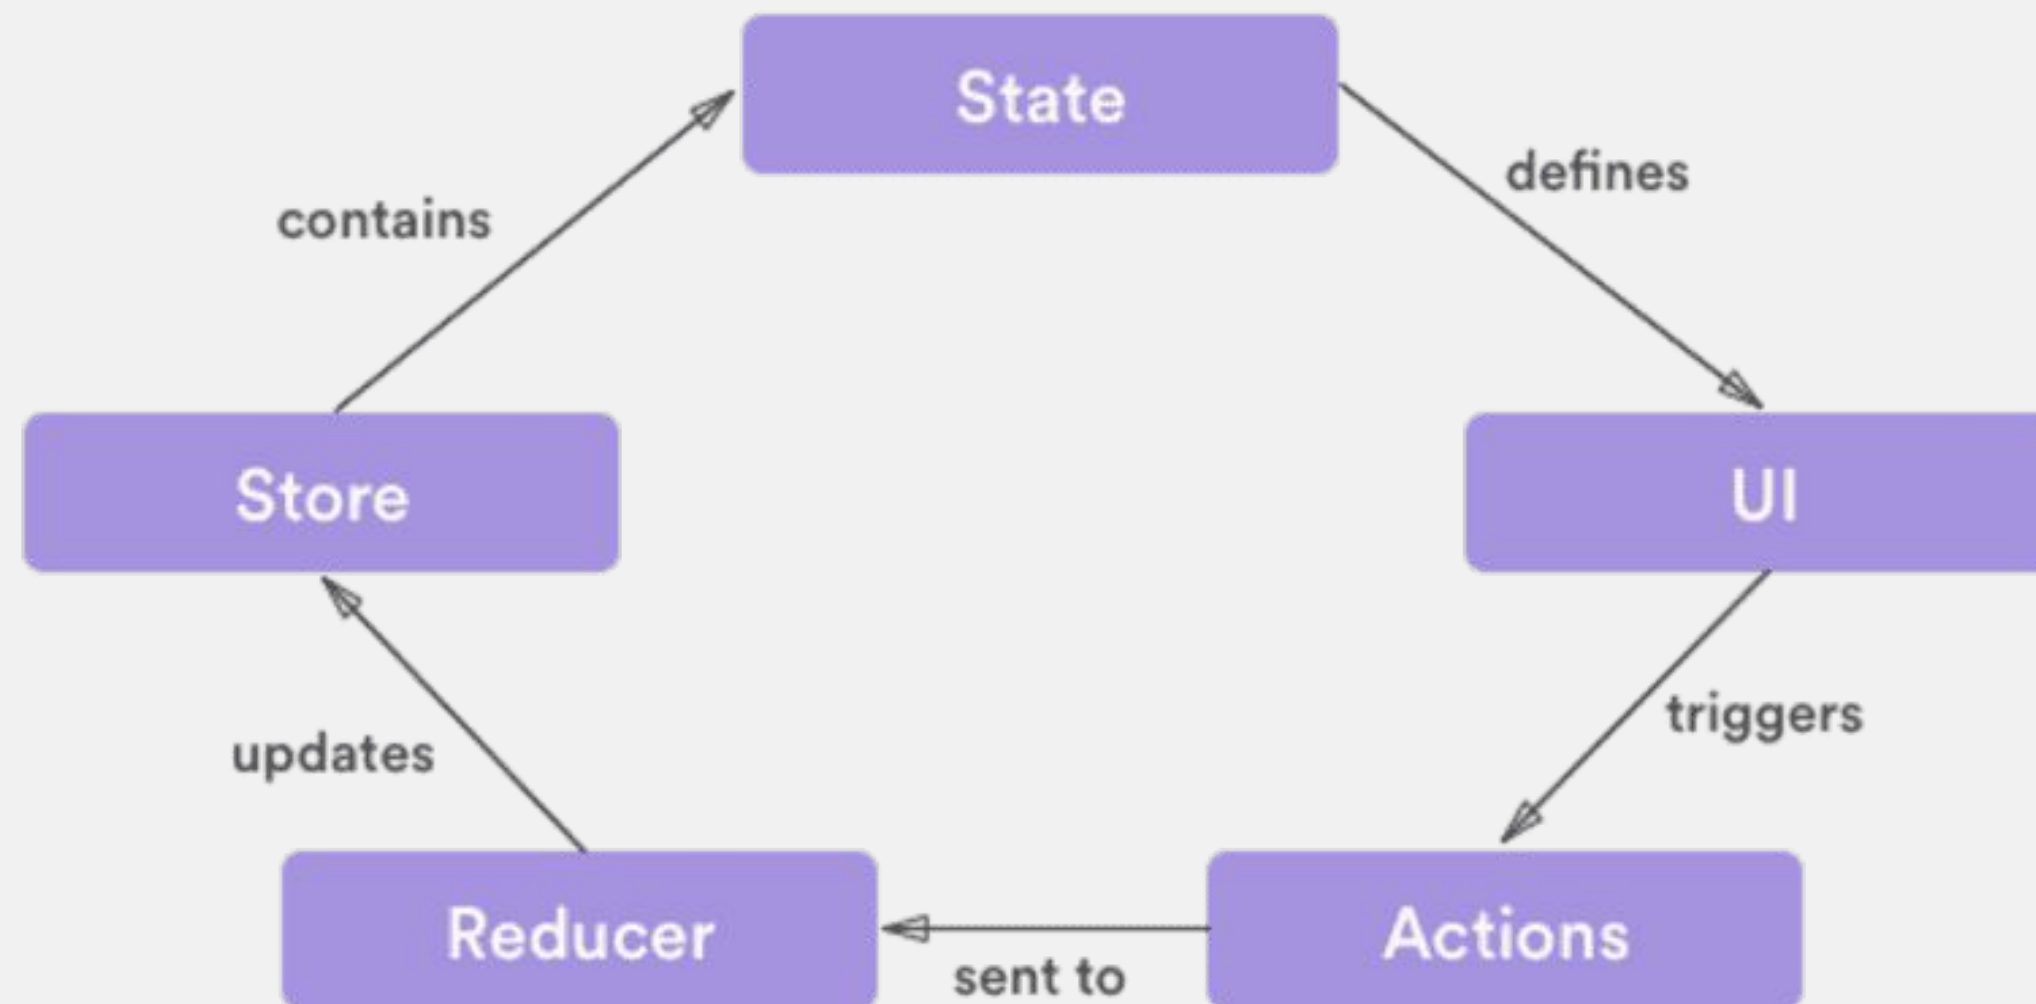 State
defines
contains
Store
UI
triggers
updates
Reducer
Actions
sent to